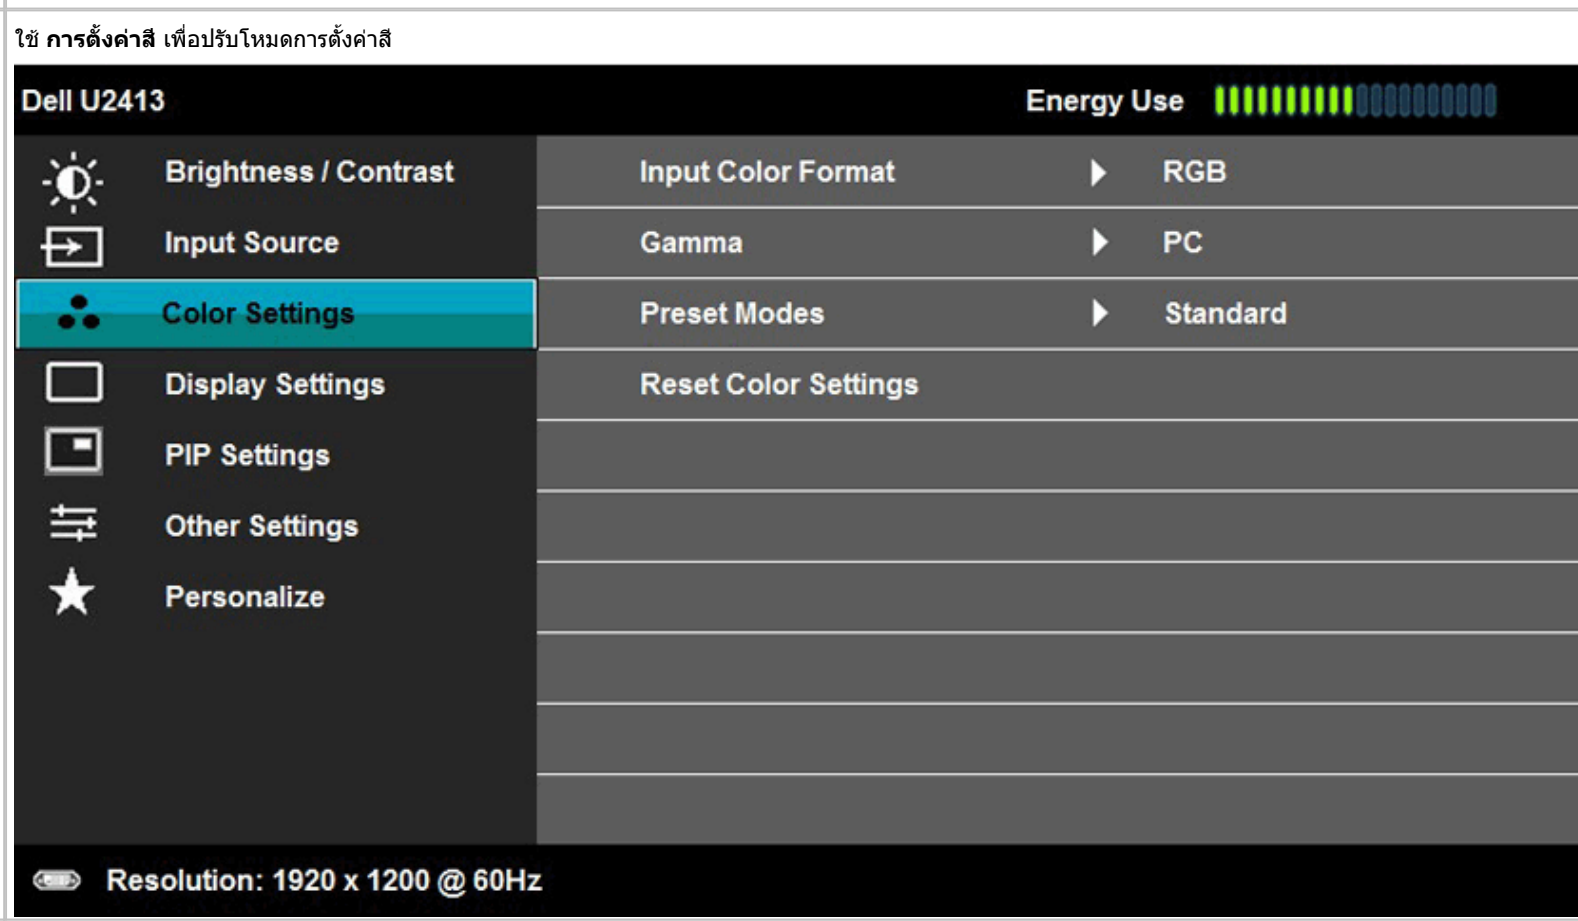 ใช้ การตั้งค่าสี เพื่อปรับโหมดการตั้งค่าสี
Dell U2413 Energy Use
Brightness / Contrast Input Color Format RGB
Input Source Gamma PC
Color Settings Preset Modes Standard
Display Settings Reset Color Settings
PIP Settings
Other Settings
Personalize
Resolution: 1920 x 1200 @ 60Hz